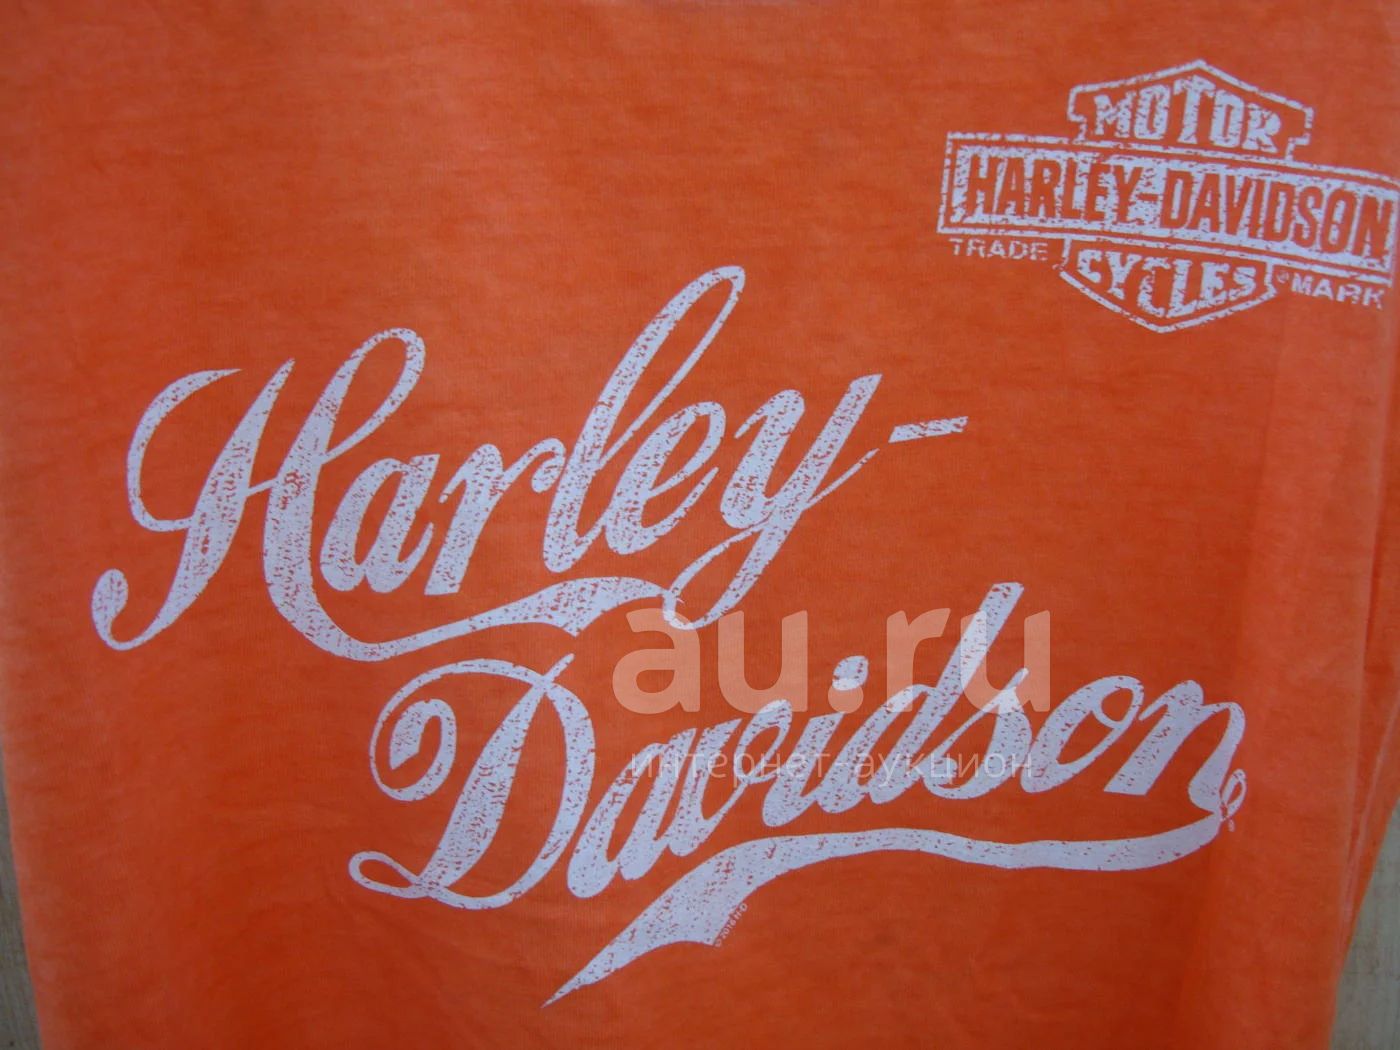 MOTOR
HARLEY-DAVIDSON
TRADE MARK
CYCLES
Harley-
Davidson
au.ru
интернет-аукцион